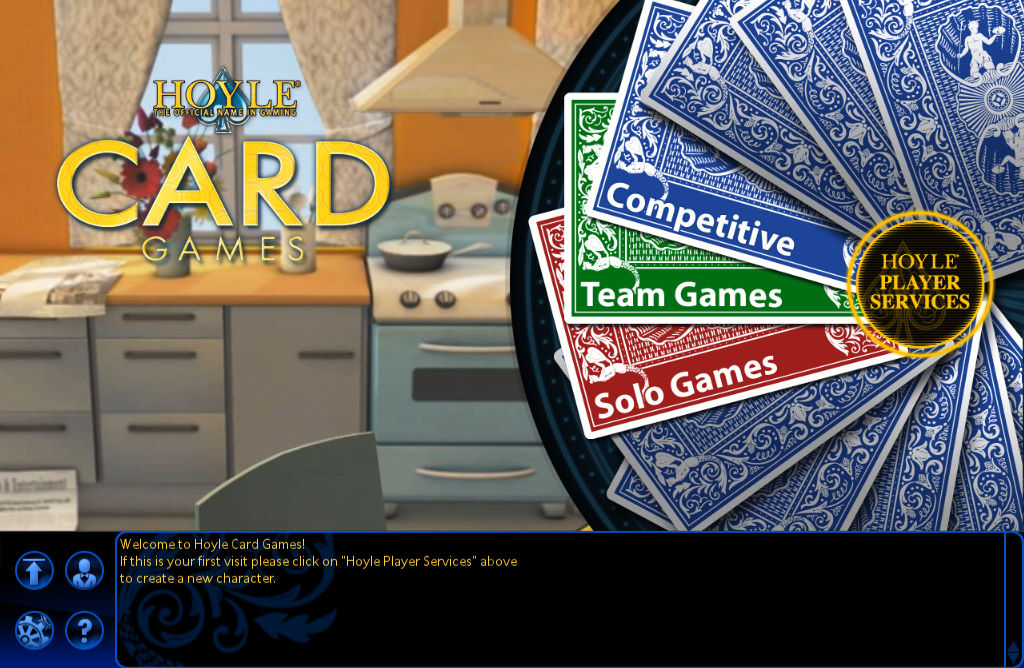 HOYLE®
THE OFFICIAL NAME IN GAMING
CARD
GAMES
Competitive
Team Games
Solo Games
HOYLE®
PLAYER
SERVICES
& Entertainment
Welcome to Hoyle Card Games!
If this is your first visit please click on "Hoyle Player Services" above
to create a new character.
?